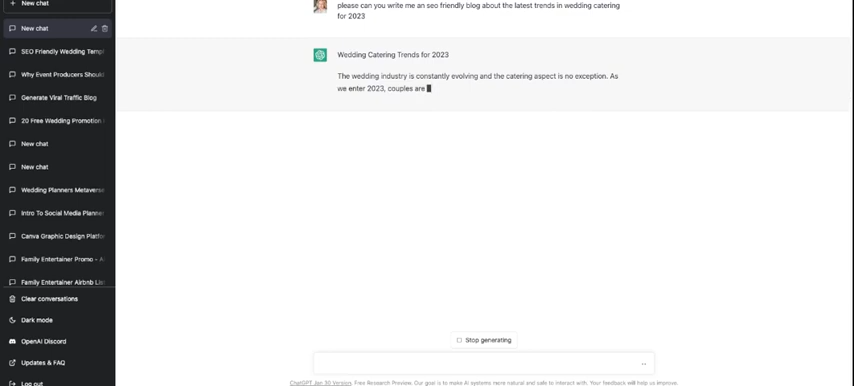 New chat
New chat
SEO Friendly Wedding Templ
Why Event Producers Should
Generate Viral Traffic Blog
20 Free Wedding Promotion
New chat
New chat
Wedding Planners Metaverse
Intro To Social Media Planner
Canva Graphic Design Platfor
Family Entertainer Promo - A
Family Entertainer Airbnb List
Clear conversations
Dark mode
OpenAI Discord
Updates & FAQ
Log out
please can you write me an seo friendly blog about the latest trends in wedding catering
for 2023
Wedding Catering Trends for 2023
The wedding industry is constantly evolving and the catering aspect is no exception. As
we enter 2023, couples are
Stop generating
ChatGPT Jan 30 Version. Free Research Preview. Our goal is to make AI systems more natural and safe to interact with. Your feedback will help us improve.